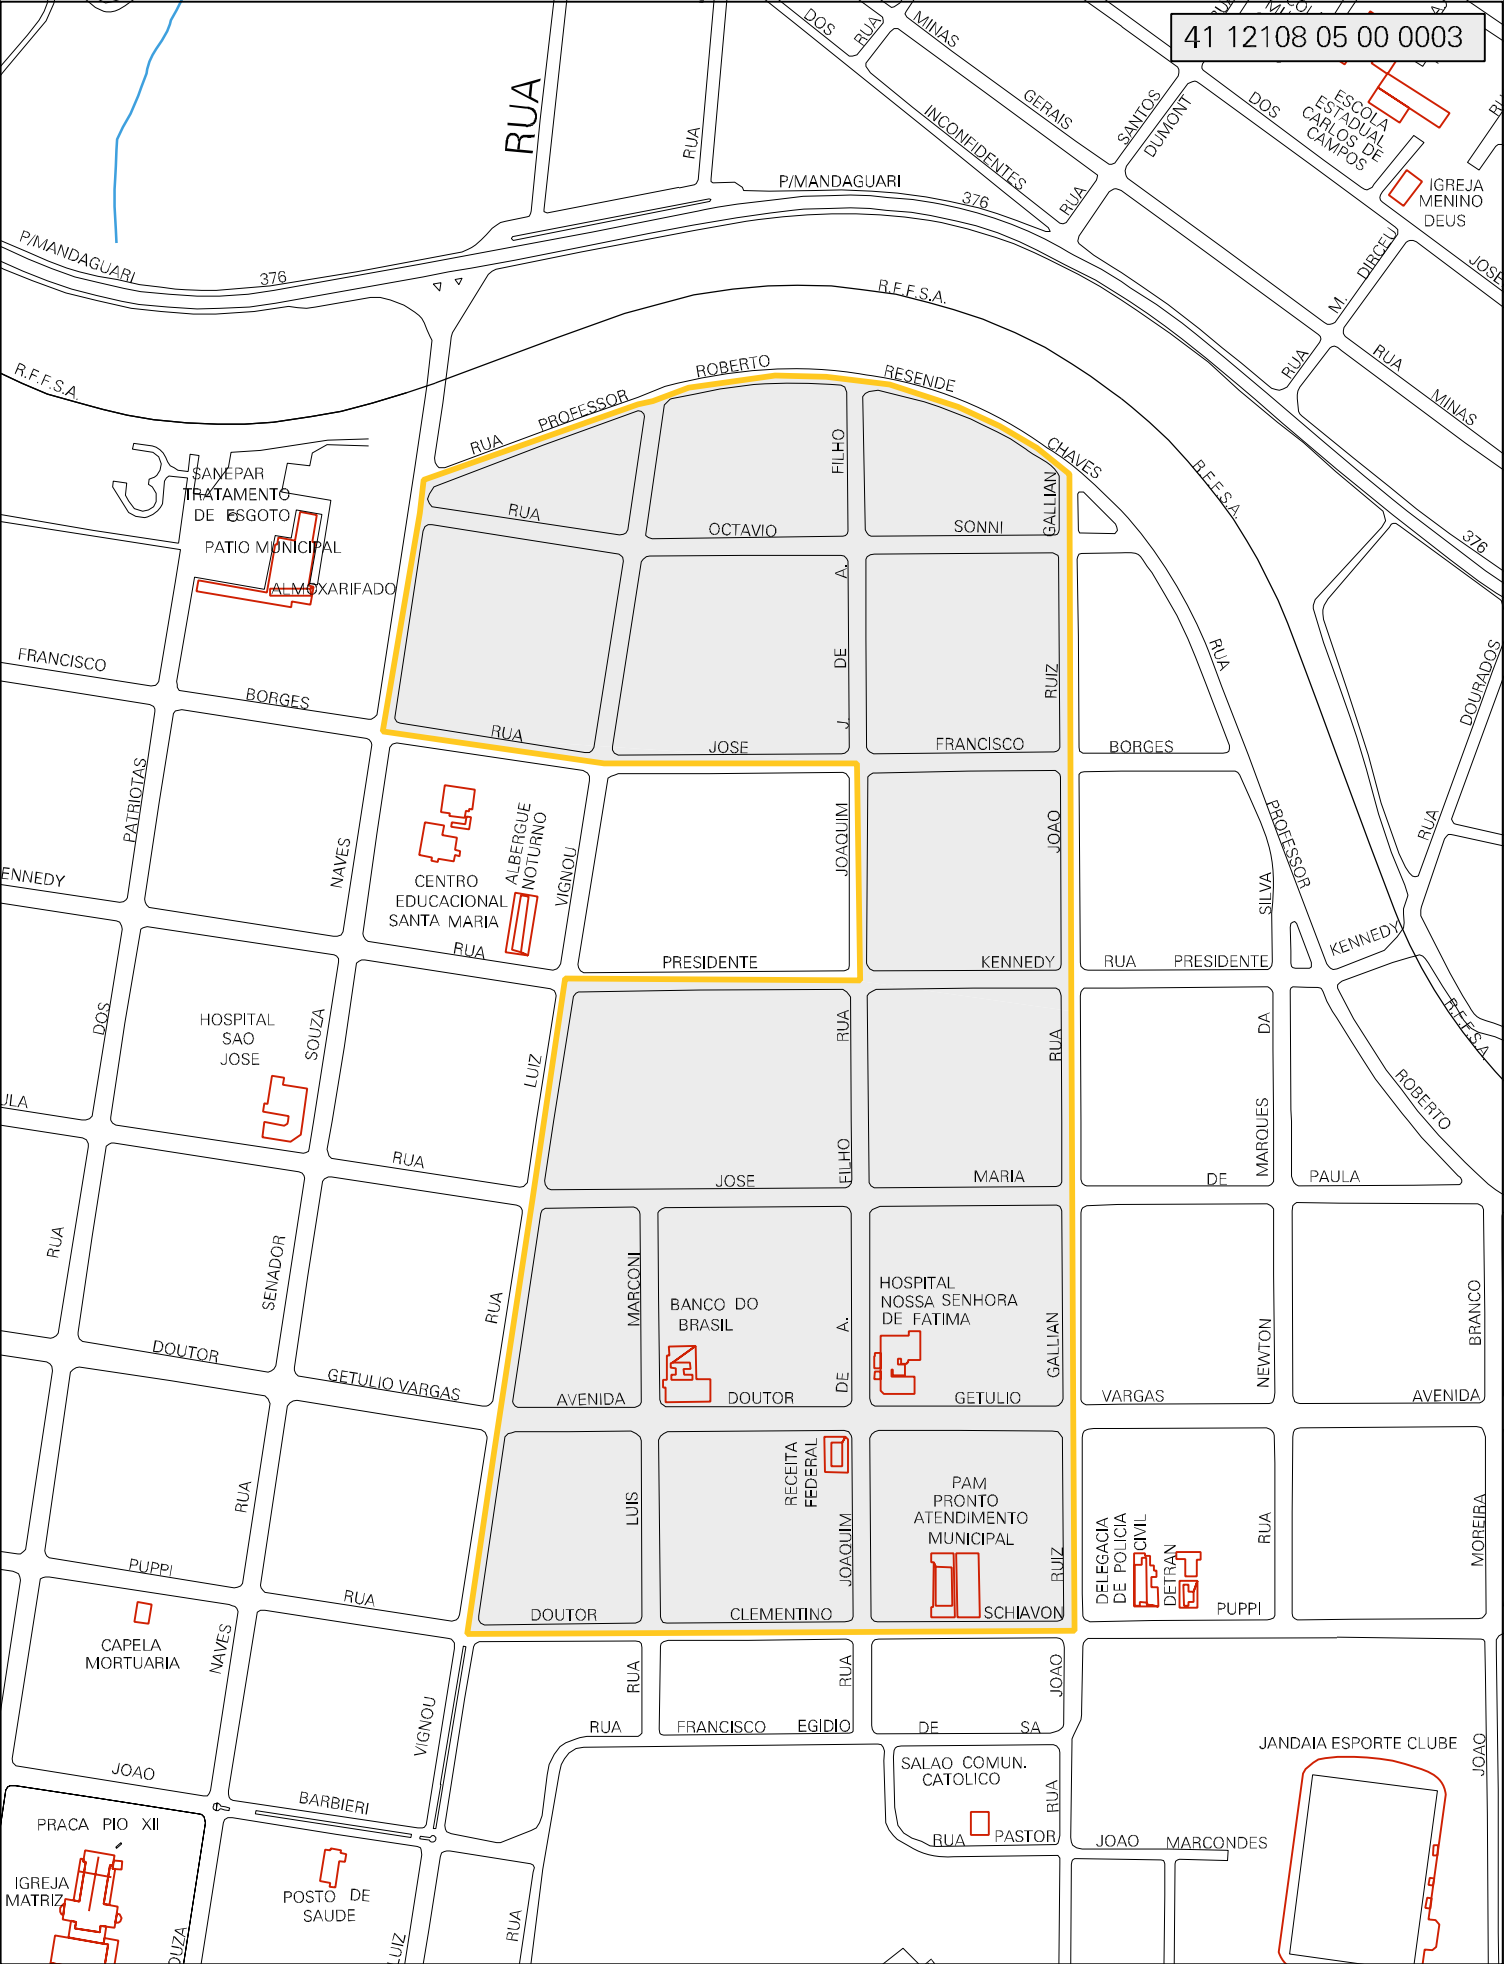 41 12108 05 00 0003
DOS
RUA
MINAS
GERAIS
SANTOS
DUMONT
DOS
INCONFIDENTES
RUA
ESCOLA
ESTADUAL
CARLOS DE
CAMPOS
IGREJA
MENINO
DEUS
RUA
RUA
P/MANDAGUARI
376
P/MANDAGUARI
376
M. DIRCEU
JOSE
RUA
RUA
MINAS
R.F.F.S.A.
R.F.F.S.A.
RUA PROFESSOR ROBERTO RESENDE CHAVES
R.F.F.S.A.
376
SANEPAR
TRATAMENTO
DE ESGOTO
PATIO MUNICIPAL
ALMOXARIFADO
RUA OCTAVIO SONNI
FILHO
GALLIAN
FRANCISCO BORGES
RUA JOSE FRANCISCO BORGES
A.
DE
J.
RUIZ
RUA
DOURADOS
RUA
PATRIOTAS
NAVES
CENTRO
EDUCACIONAL
SANTA MARIA
ALBERGUE
NOTURNO
VIGNOU
JOAQUIM
JOAO
SILVA
PROFESSOR
ENNEDY
RUA PRESIDENTE KENNEDY
RUA PRESIDENTE KENNEDY
DOS
HOSPITAL
SAO
JOSE
SOUZA
LUIZ
RUA
RUA
DA
R.F.F.S.A.
ROBERTO
ULA
RUA JOSE MARIA DE PAULA
FILHO
MARQUES
RUA
SENADOR
RUA
MARCONI
BANCO DO
BRASIL
A.
DE
HOSPITAL
NOSSA SENHORA
DE FATIMA
GALLIAN
NEWTON
BRANCO
DOUTOR GETULIO VARGAS
AVENIDA DOUTOR GETULIO VARGAS AVENIDA
RUA
LUIS
RECEITA
FEDERAL
JOAQUIM
PAM
PRONTO
ATENDIMENTO
MUNICIPAL
RUIZ
DELEGACIA
DE POLICIA
CIVIL
DETRAN
RUA
MOREIRA
PUPPI
RUA DOUTOR CLEMENTINO SCHIAVON PUPPI
CAPELA
MORTUARIA
NAVES
VIGNOU
RUA
RUA
JOAO
RUA FRANCISCO EGIDIO DE SA
JOAO BARBIERI
SALAO COMUN.
CATOLICO
RUA
RUA PASTOR JOAO MARCONDES
JANDAIA ESPORTE CLUBE
JOAO
PRACA PIO XII
IGREJA
MATRIZ
POSTO DE
SAUDE
OUZA
LUIZ
RUA